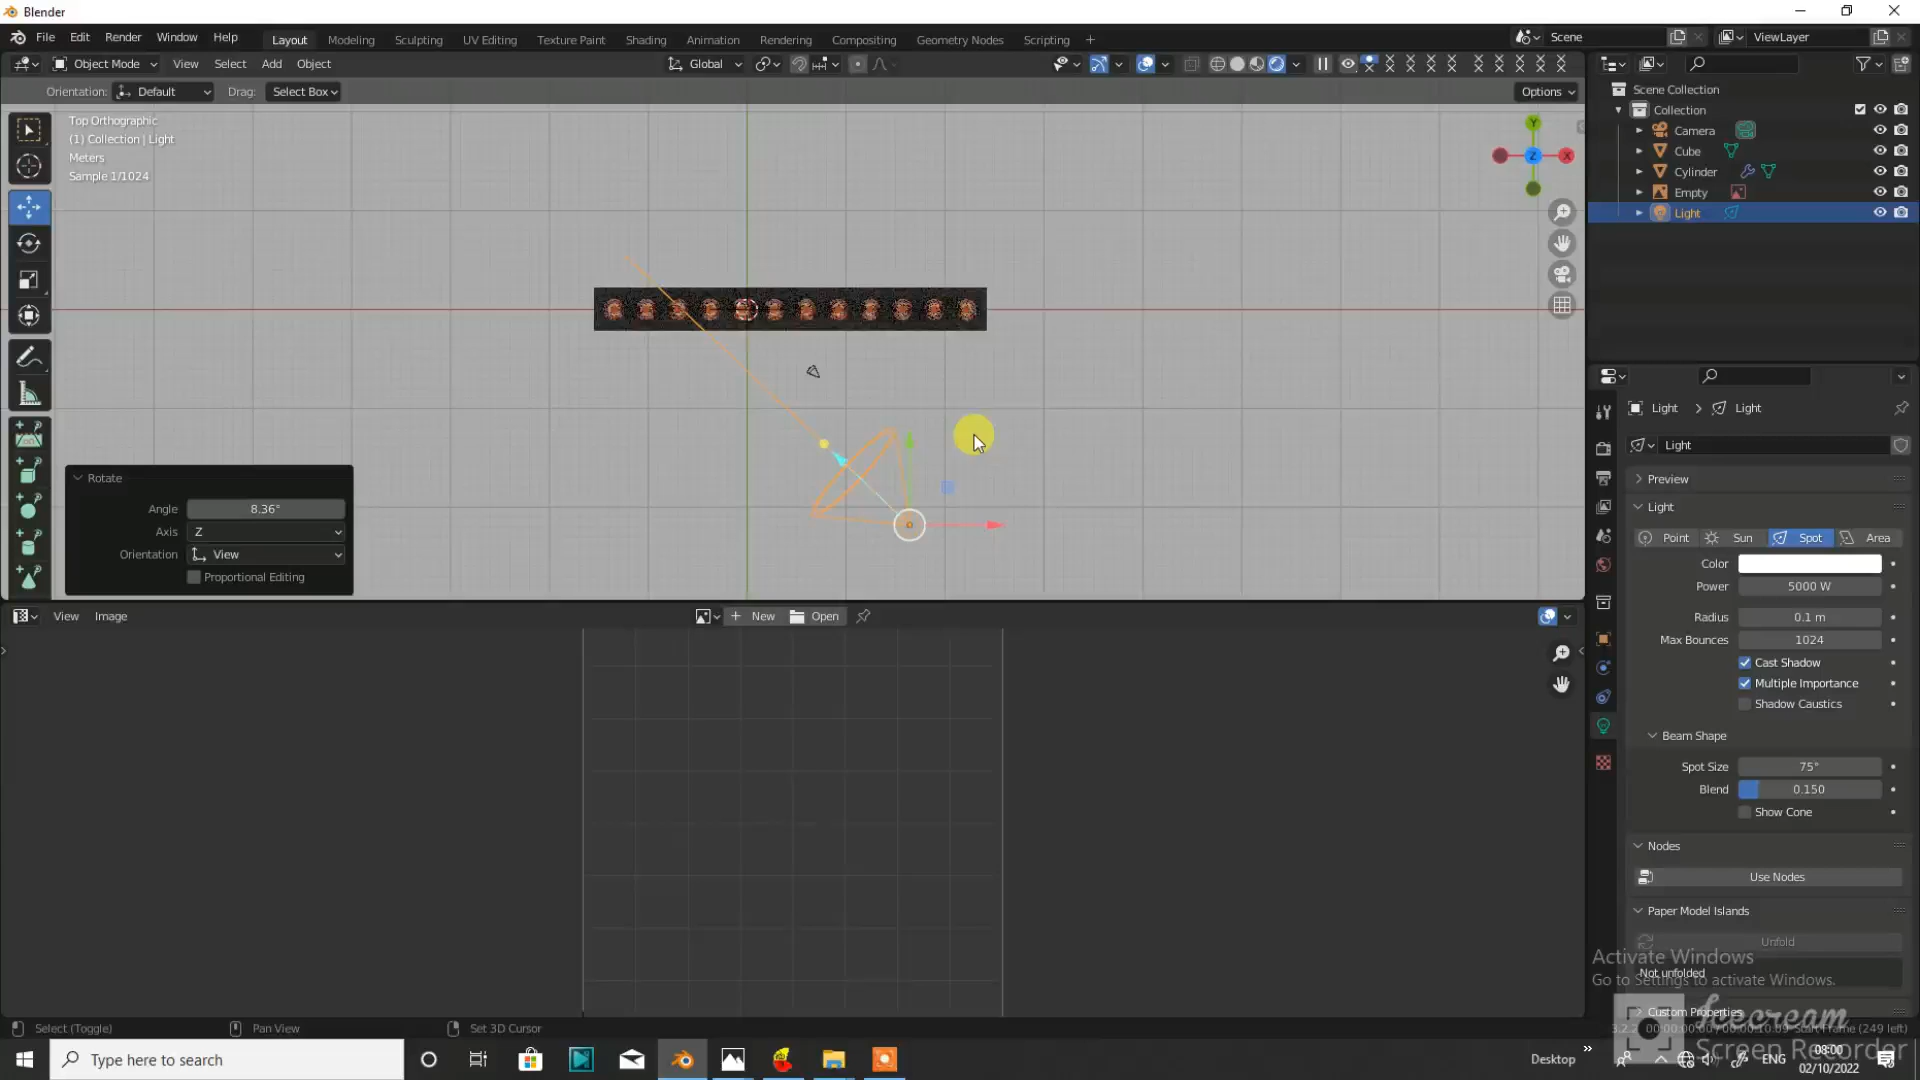 Blender
File Edit Render Window Help
Layout Modeling Sculpting UV Editing Texture Paint Shading Animation Rendering Compositing Geometry Nodes Scripting +
Scene ViewLayer
Object Mode View Select Add Object Global
Orientation: Default Drag: Select Box Options
Top Orthographic
(1) Collection | Light
Meters
Sample 1/1024
Y
X
Z
Rotate
Angle 8.36°
Axis Z
Orientation View
Proportional Editing
View Image New Open
Scene Collection
Collection
Camera
Cube
Cylinder
Empty
Light
Light > Light
Light
Preview
Light
Point Sun Spot Area
Color
Power 5000 W
Radius 0.1 m
Max Bounces 1024
Cast Shadow
Multiple Importance
Shadow Caustics
Beam Shape
Spot Size 75°
Blend 0.150
Show Cone
Nodes
Use Nodes
Paper Model Islands
Unfold
Activate Windows
Not unfolded
Go to Settings to activate Windows.
Custom Properties
Icecream
Screen Recorder
Select (Toggle) Pan View Set 3D Cursor
Type here to search
Desktop » ENG 08:00
02/10/2022